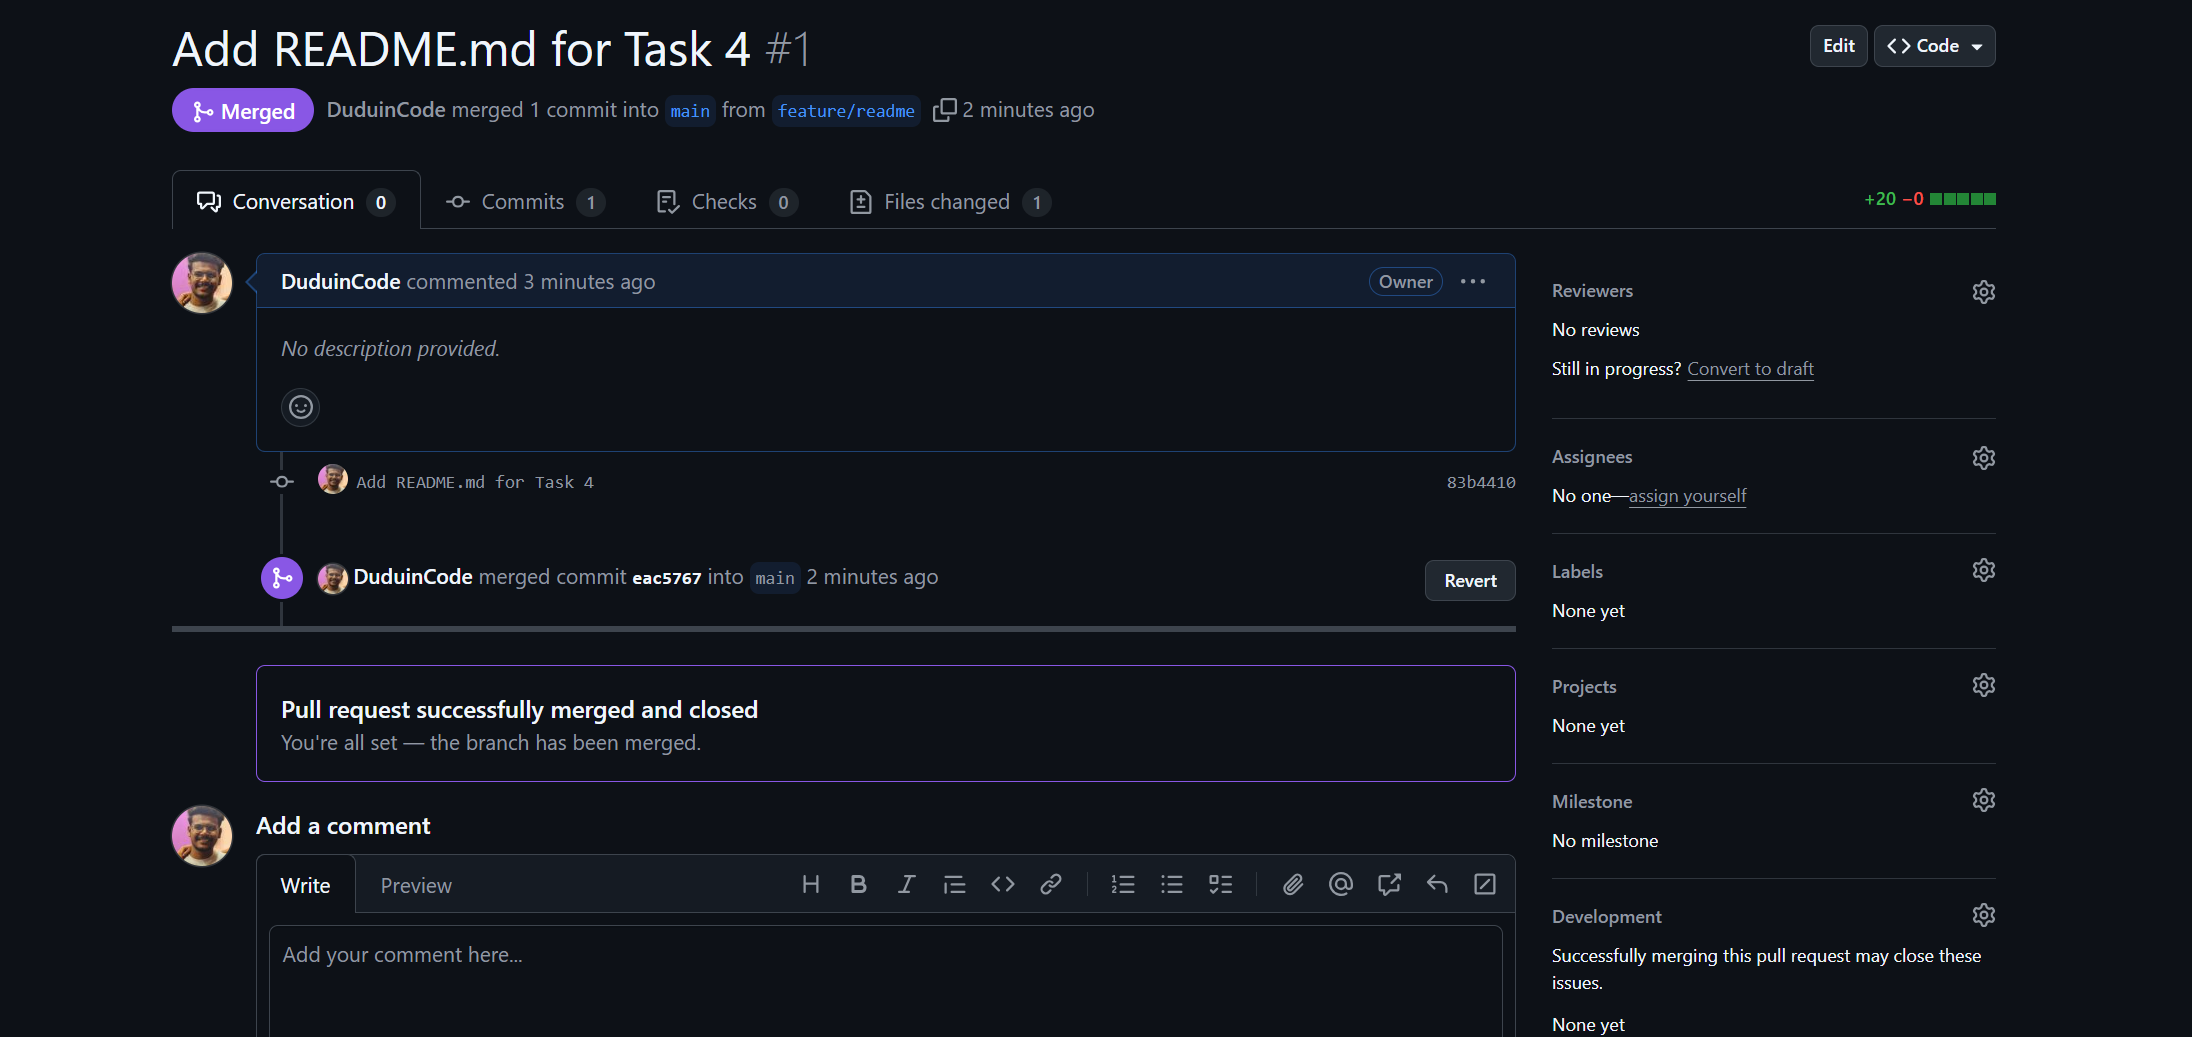 Add README.md for Task 4 #1
Edit
Code
Merged
DuduinCode merged 1 commit into main from feature/readme 2 minutes ago
Conversation 0
Commits 1
Checks 0
Files changed 1
+20 −0
DuduinCode commented 3 minutes ago
Owner
No description provided.
Add README.md for Task 4
83b4410
DuduinCode merged commit eac5767 into main 2 minutes ago
Revert
Pull request successfully merged and closed
You're all set — the branch has been merged.
Add a comment
Write
Preview
Add your comment here...
Reviewers
No reviews
Still in progress? Convert to draft
Assignees
No one—assign yourself
Labels
None yet
Projects
None yet
Milestone
No milestone
Development
Successfully merging this pull request may close these
issues.
None yet